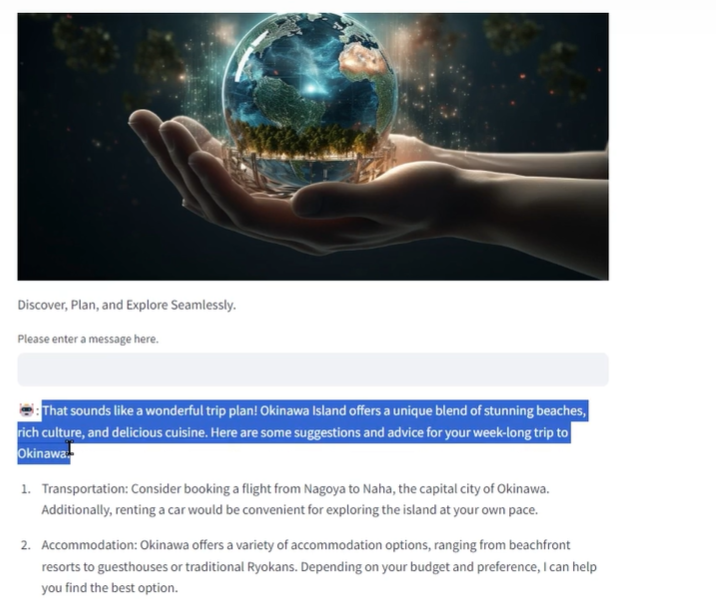 Discover, Plan, and Explore Seamlessly.
Please enter a message here.
: That sounds like a wonderful trip plan! Okinawa Island offers a unique blend of stunning beaches,
rich culture, and delicious cuisine. Here are some suggestions and advice for your week-long trip to
Okinawa:
1. Transportation: Consider booking a flight from Nagoya to Naha, the capital city of Okinawa.
Additionally, renting a car would be convenient for exploring the island at your own pace.
2. Accommodation: Okinawa offers a variety of accommodation options, ranging from beachfront
resorts to guesthouses or traditional Ryokans. Depending on your budget and preference, I can help
you find the best option.